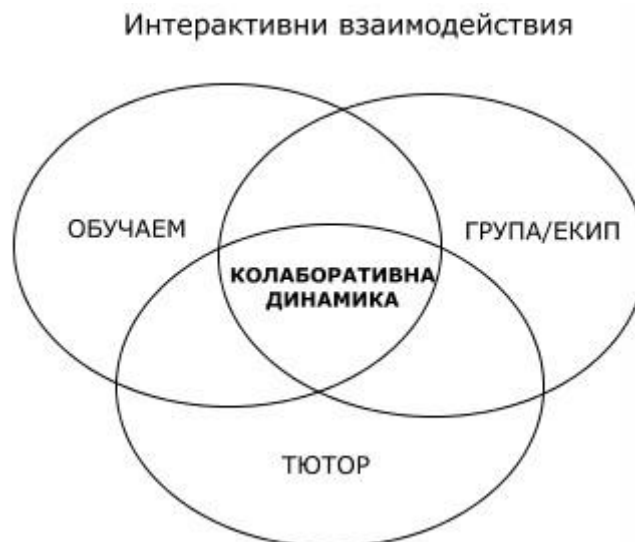 Интерактивни взаимодействия
ОБУЧАЕМ
ГРУПА/ЕКИП
КОЛАБОРАТИВНА
ДИНАМИКА
ТЮТОР